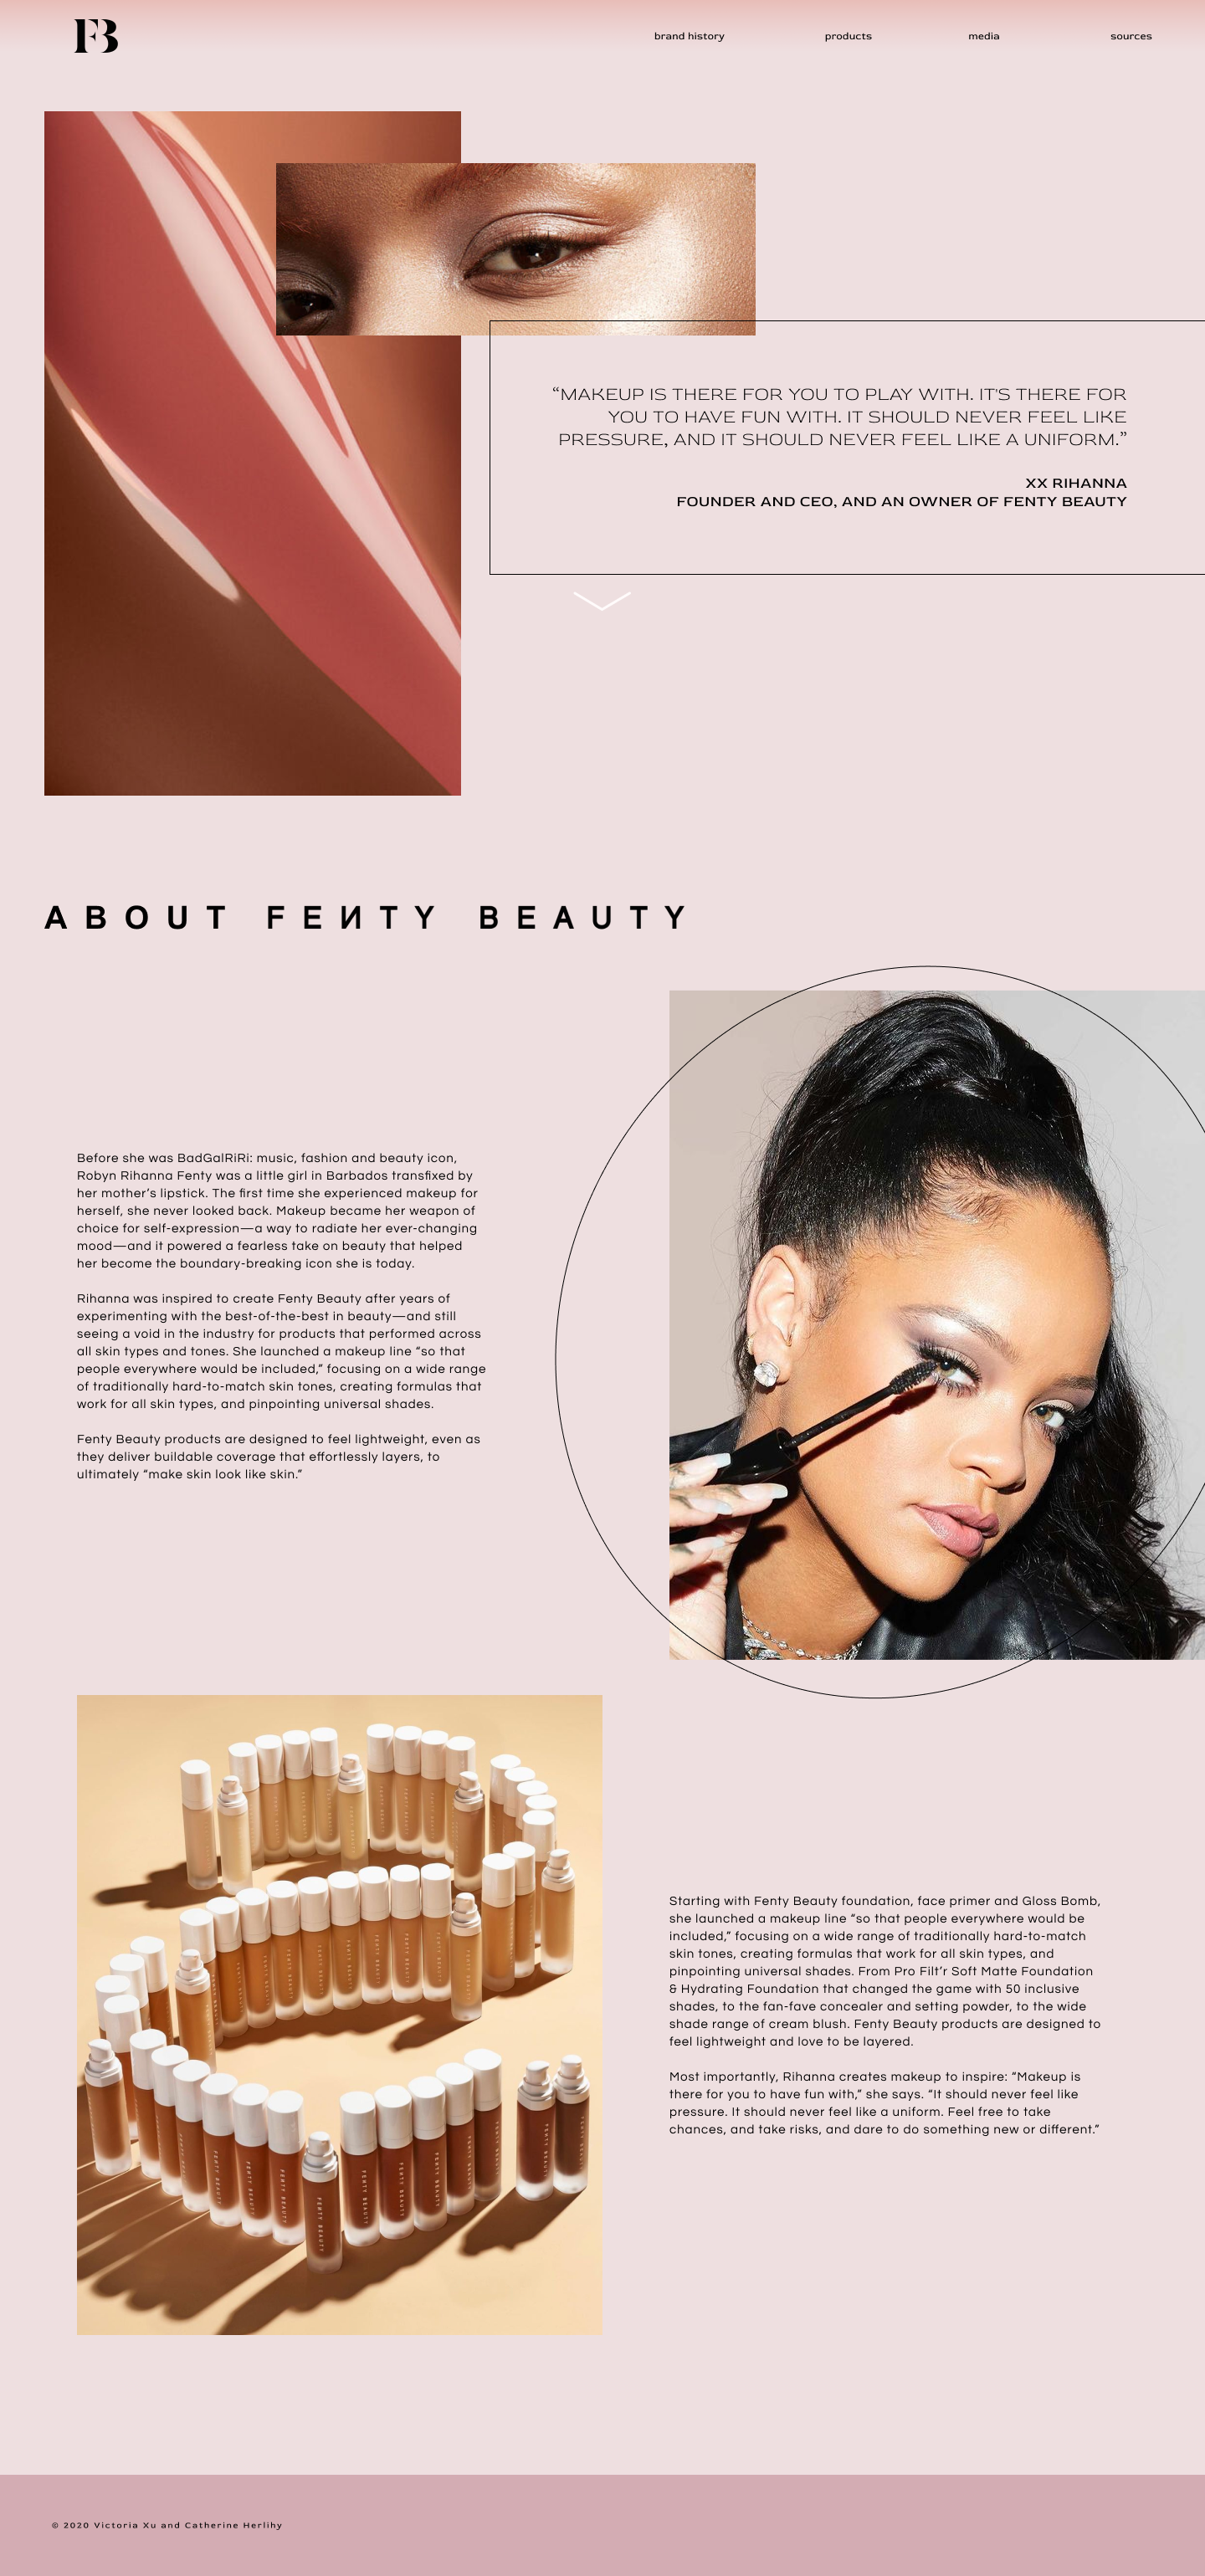 FB
brand history products media sources
“MAKEUP IS THERE FOR YOU TO PLAY WITH. IT'S THERE FOR
YOU TO HAVE FUN WITH. IT SHOULD NEVER FEEL LIKE
PRESSURE, AND IT SHOULD NEVER FEEL LIKE A UNIFORM.”
XX RIHANNA
FOUNDER AND CEO, AND AN OWNER OF FENTY BEAUTY
ABOUT FEИTY BEAUTY
Before she was BadGalRiRi: music, fashion and beauty icon,
Robyn Rihanna Fenty was a little girl in Barbados transfixed by
her mother’s lipstick. The first time she experienced makeup for
herself, she never looked back. Makeup became her weapon of
choice for self-expression—a way to radiate her ever-changing
mood—and it powered a fearless take on beauty that helped
her become the boundary-breaking icon she is today.
Rihanna was inspired to create Fenty Beauty after years of
experimenting with the best-of-the-best in beauty—and still
seeing a void in the industry for products that performed across
all skin types and tones. She launched a makeup line “so that
people everywhere would be included,” focusing on a wide range
of traditionally hard-to-match skin tones, creating formulas that
work for all skin types, and pinpointing universal shades.
Fenty Beauty products are designed to feel lightweight, even as
they deliver buildable coverage that effortlessly layers, to
ultimately “make skin look like skin.”
Starting with Fenty Beauty foundation, face primer and Gloss Bomb,
she launched a makeup line “so that people everywhere would be
included,” focusing on a wide range of traditionally hard-to-match
skin tones, creating formulas that work for all skin types, and
pinpointing universal shades. From Pro Filt’r Soft Matte Foundation
& Hydrating Foundation that changed the game with 50 inclusive
shades, to the fan-fave concealer and setting powder, to the wide
shade range of cream blush. Fenty Beauty products are designed to
feel lightweight and love to be layered.
Most importantly, Rihanna creates makeup to inspire: “Makeup is
there for you to have fun with,” she says. “It should never feel like
pressure. It should never feel like a uniform. Feel free to take
chances, and take risks, and dare to do something new or different.”
FENTY BEAUTY
FENTY BEAUTY
FENTY BEAUTY
FENTY BEAUTY
© 2020 Victoria Xu and Catherine Herlihy